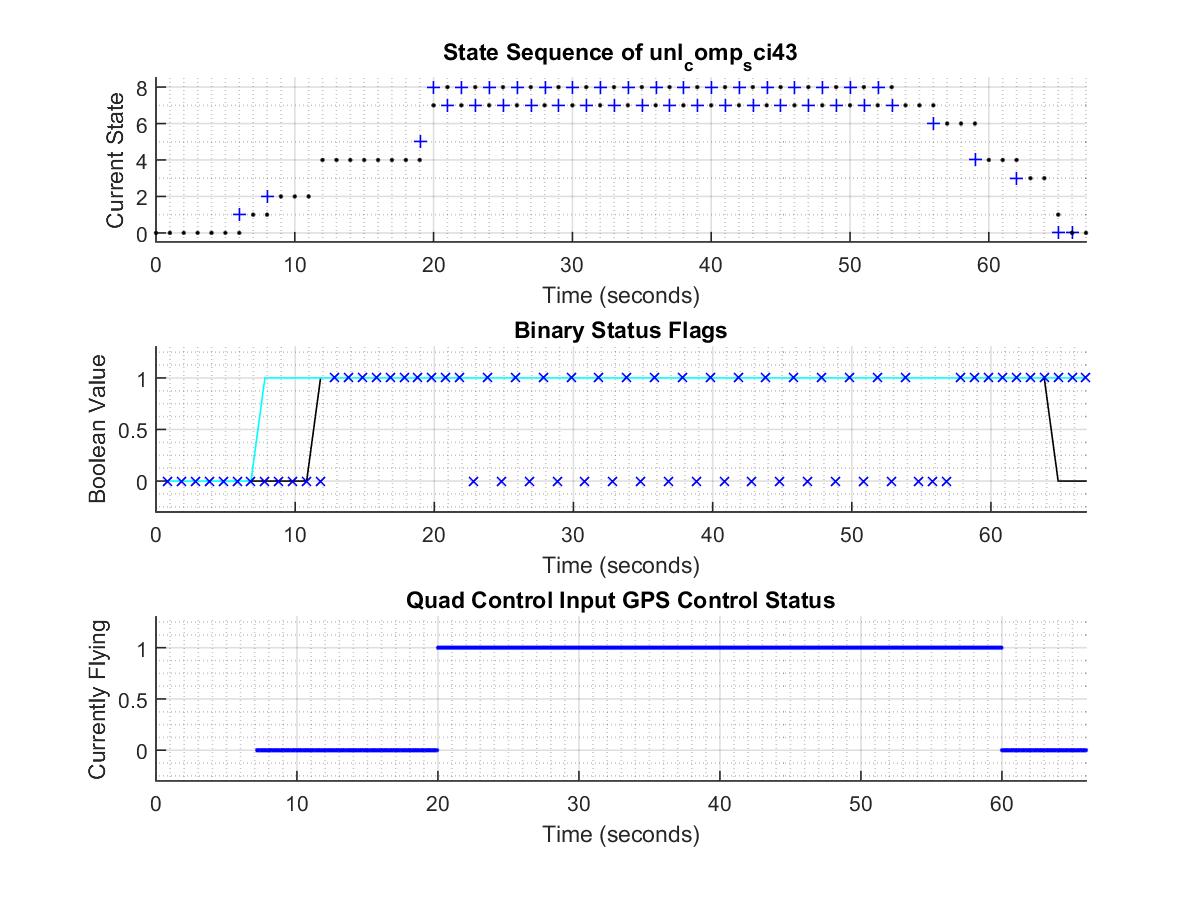 State Sequence of unl_comp_sci43
Current State
8
6
4
2
0
0 10 20 30 40 50 60
Time (seconds)
Binary Status Flags
Boolean Value
1
0.5
0
0 10 20 30 40 50 60
Time (seconds)
Quad Control Input GPS Control Status
Currently Flying
1
0.5
0
0 10 20 30 40 50 60
Time (seconds)